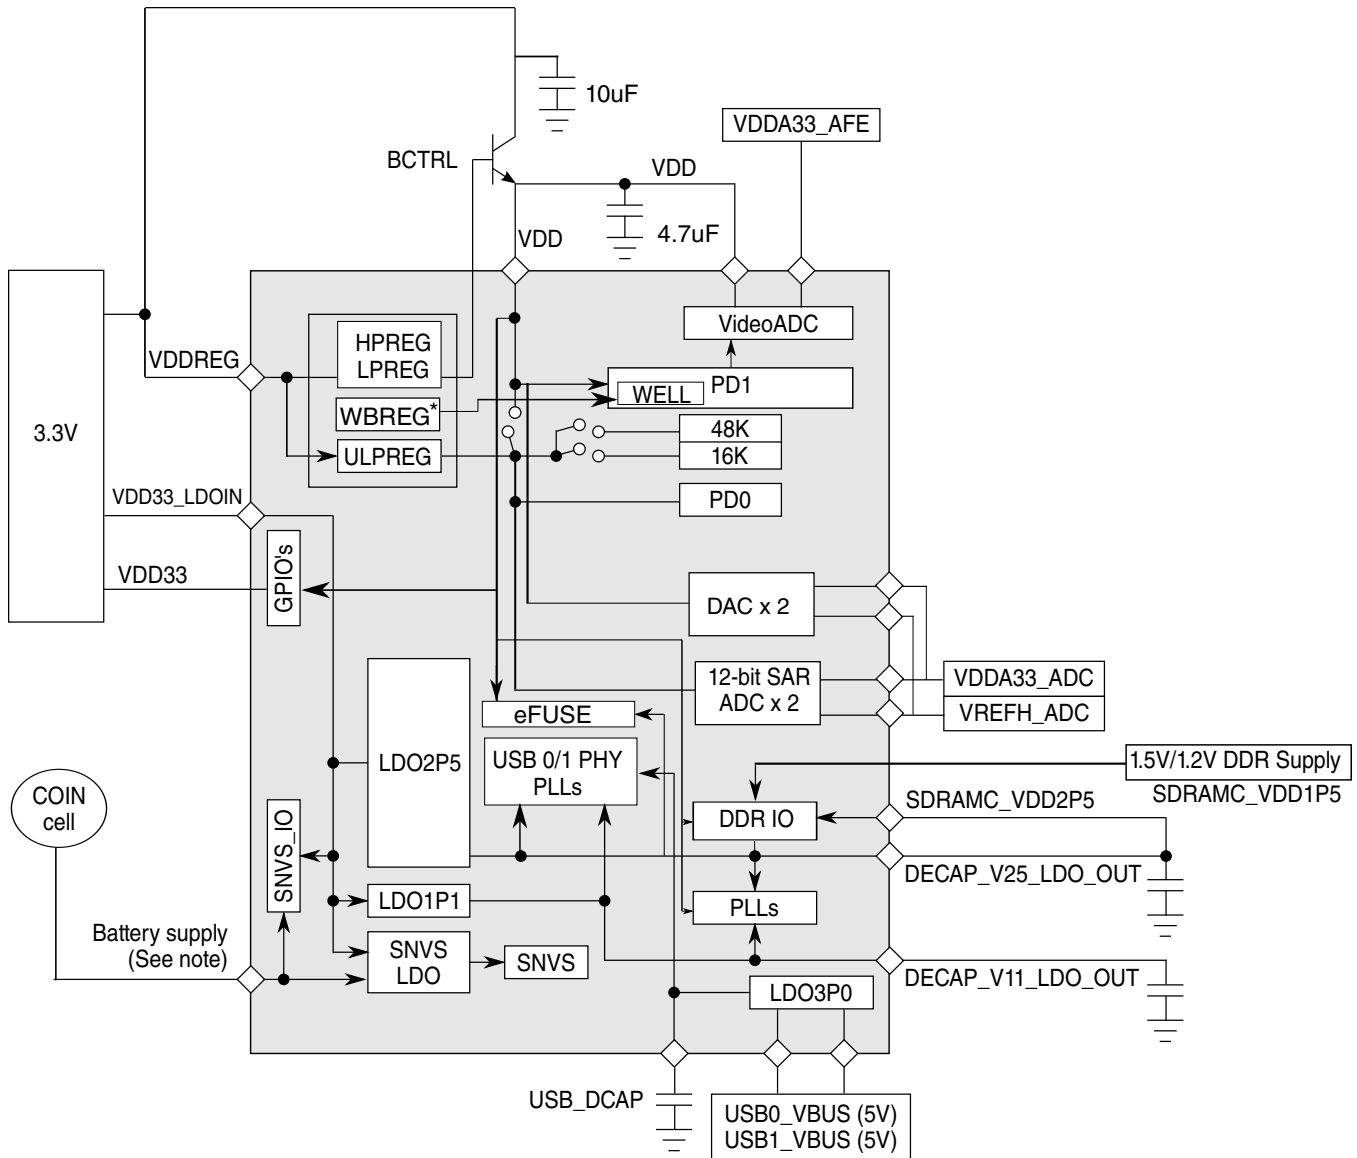 10uF
VDDA33_AFE
BCTRL
VDD
4.7uF
VDD
VideoADC
HPREG
LPREG
VDDREG
PD1
WELL
WBREG*
3.3V
48K
ULPREG
16K
VDD33_LDOIN
PD0
GPIO's
VDD33
DAC x 2
12-bit SAR
ADC x 2
VDDA33_ADC
VREFH_ADC
eFUSE
LDO2P5
USB 0/1 PHY
PLLs
1.5V/1.2V DDR Supply
SDRAMC_VDD1P5
COIN
cell
SDRAMC_VDD2P5
DDR IO
SNVS_IO
DECAP_V25_LDO_OUT
LDO1P1
PLLs
Battery supply
(See note)
SNVS
LDO
SNVS
DECAP_V11_LDO_OUT
LDO3P0
USB_DCAP
USB0_VBUS (5V)
USB1_VBUS (5V)